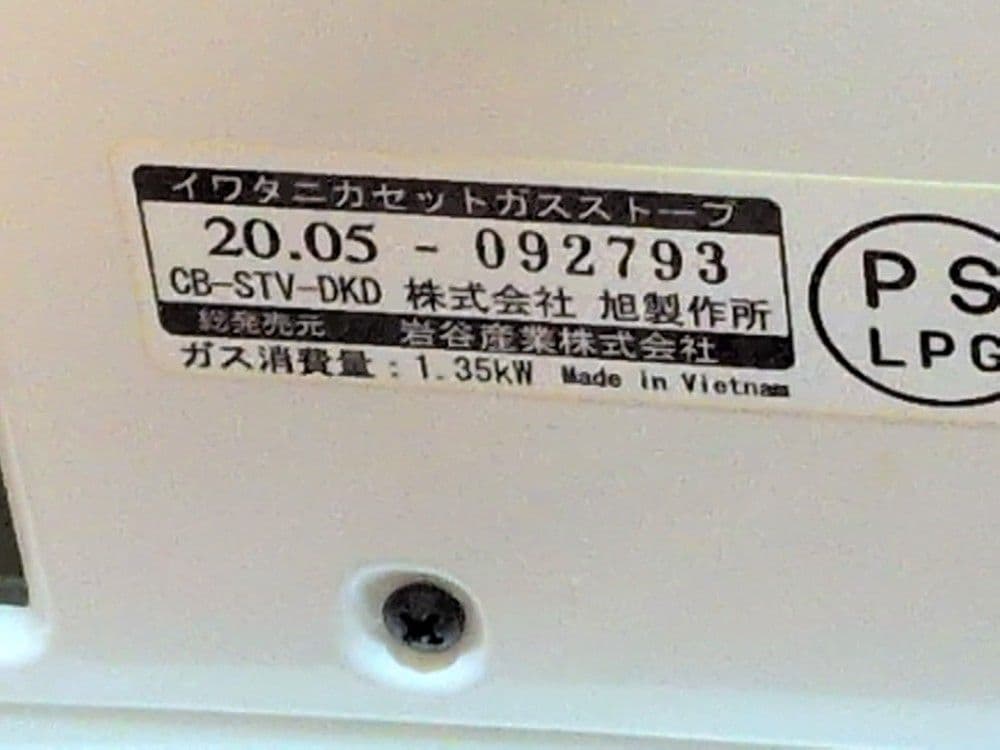 イワタニカセットガスストーブ
20.05 - 092793
CB-STV-DKD 株式会社 旭製作所
総発売元 岩谷産業株式会社
ガス消費量：1.35kW Made in Vietnam
PS
LPG